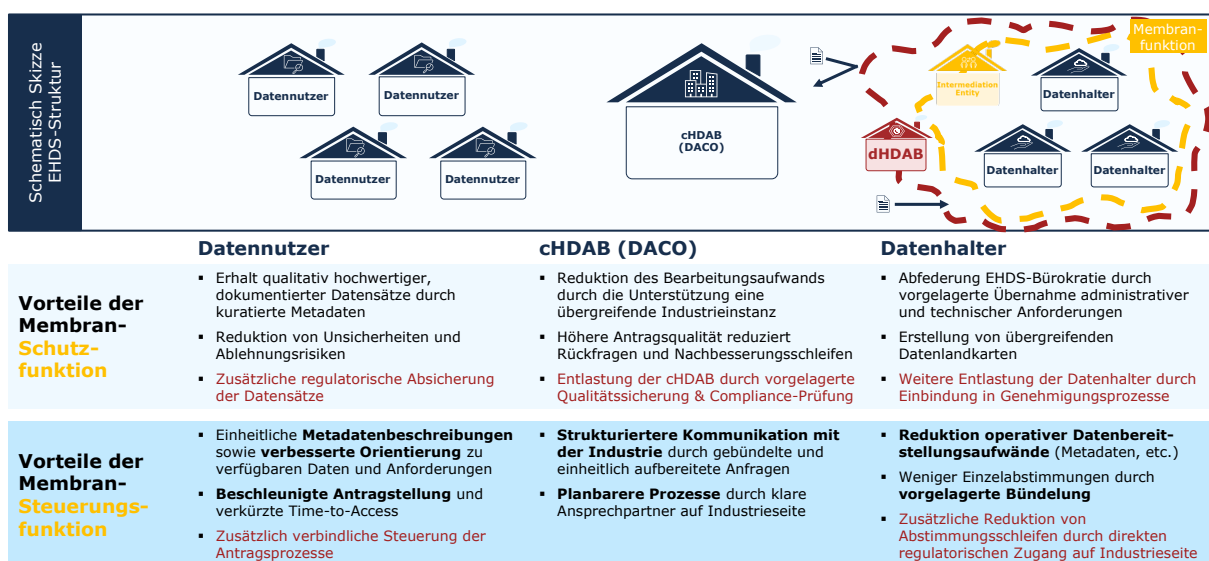 Schematisch Skizze
EHDS-Struktur
Datennutzer
Datennutzer
Datennutzer
Datennutzer
cHDAB
(DACO)
Membran-
funktion
Intermediation
Entity
Datenhalter
dHDAB
Datenhalter
Datenhalter
Datennutzer
cHDAB (DACO)
Datenhalter
Vorteile der
Membran-
Schutz-
funktion
▪ Erhalt qualitativ hochwertiger,
dokumentierter Datensätze durch
kuratierte Metadaten
▪ Reduktion von Unsicherheiten und
Ablehnungsrisiken
▪ Zusätzliche regulatorische Absicherung
der Datensätze
▪ Reduktion des Bearbeitungsaufwands
durch die Unterstützung eine
übergreifende Industrieinstanz
▪ Höhere Antragsqualität reduziert
Rückfragen und Nachbesserungsschleifen
▪ Entlastung der cHDAB durch vorgelagerte
Qualitätssicherung & Compliance-Prüfung
▪ Abfederung EHDS-Bürokratie durch
vorgelagerte Übernahme administrativer
und technischer Anforderungen
▪ Erstellung von übergreifenden
Datenlandkarten
▪ Weitere Entlastung der Datenhalter durch
Einbindung in Genehmigungsprozesse
Vorteile der
Membran-
Steuerungs-
funktion
▪ Einheitliche Metadatenbeschreibungen
sowie verbesserte Orientierung zu
verfügbaren Daten und Anforderungen
▪ Beschleunigte Antragstellung und
verkürzte Time-to-Access
▪ Zusätzlich verbindliche Steuerung der
Antragsprozesse
▪ Strukturiertere Kommunikation mit
der Industrie durch gebündelte und
einheitlich aufbereitete Anfragen
▪ Planbarere Prozesse durch klare
Ansprechpartner auf Industrieseite
▪ Reduktion operativer Datenbereit-
stellungsaufwände (Metadaten, etc.)
▪ Weniger Einzelabstimmungen durch
vorgelagerte Bündelung
▪ Zusätzliche Reduktion von
Abstimmungsschleifen durch direkten
regulatorischen Zugang auf Industrieseite